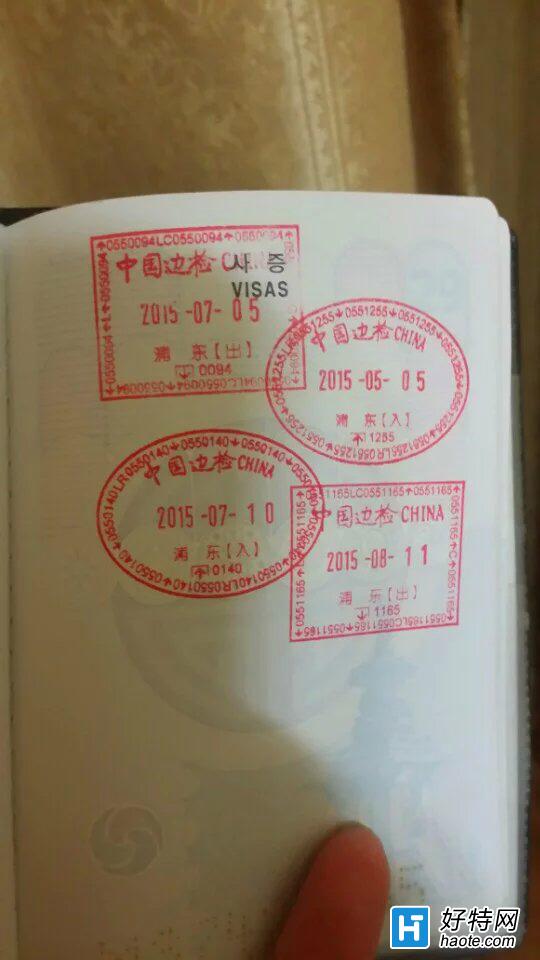 사증
VISAS
0550094LC0550094↑0550094
中国边检 CHINA
2015-07-05
浦 东【出】
0094
中国边检 CHINA
2015-05-05
浦 东【入】
1255
中国边检 CHINA
2015-07-10
浦 东【入】
0140
1165LC0551165↑0551165
中国边检 CHINA
2015-08-11
浦 东【出】
1165
好特网
haote.com